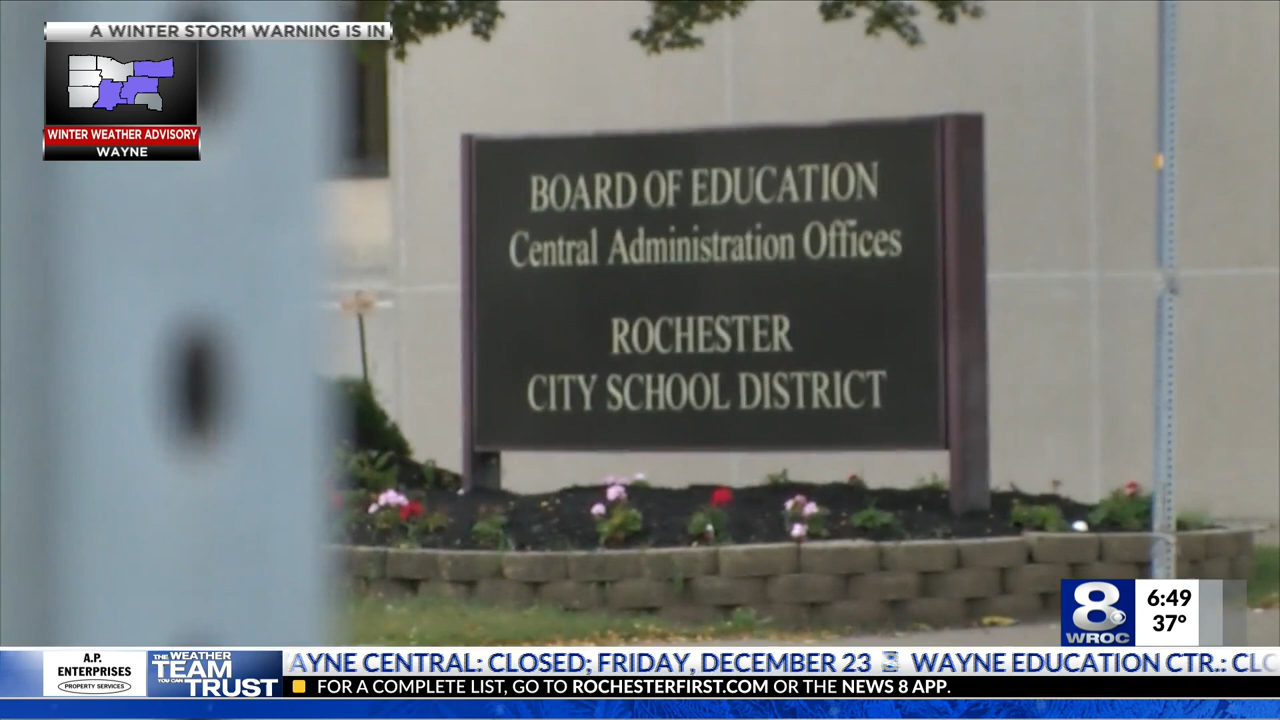 A WINTER STORM WARNING IS IN
WINTER WEATHER ADVISORY
WAYNE
BOARD OF EDUCATION
Central Administration Offices
ROCHESTER
CITY SCHOOL DISTRICT
8
WROC
6:49
37°
A.P.
ENTERPRISES
PROPERTY SERVICES
THE WEATHER
TEAM
YOU CAN
TRUST
AYNE CENTRAL: CLOSED; FRIDAY, DECEMBER 23 WAYNE EDUCATION CTR.: CLC
FOR A COMPLETE LIST, GO TO ROCHESTERFIRST.COM OR THE NEWS 8 APP.